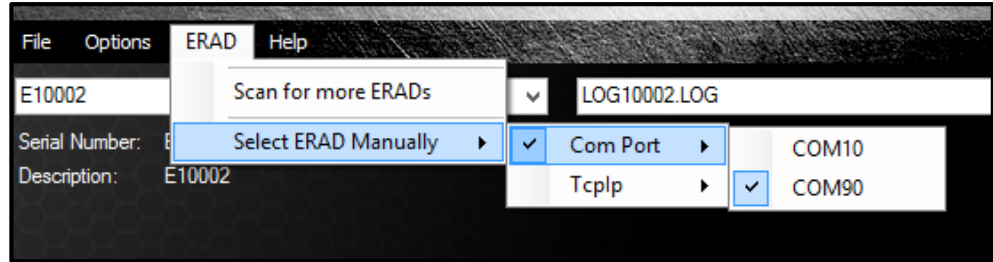 File Options ERAD Help
Scan for more ERADs
E10002 LOG10002.LOG
Serial Number: E
Select ERAD Manually Com Port COM10
Description: E10002
TcpIp COM90